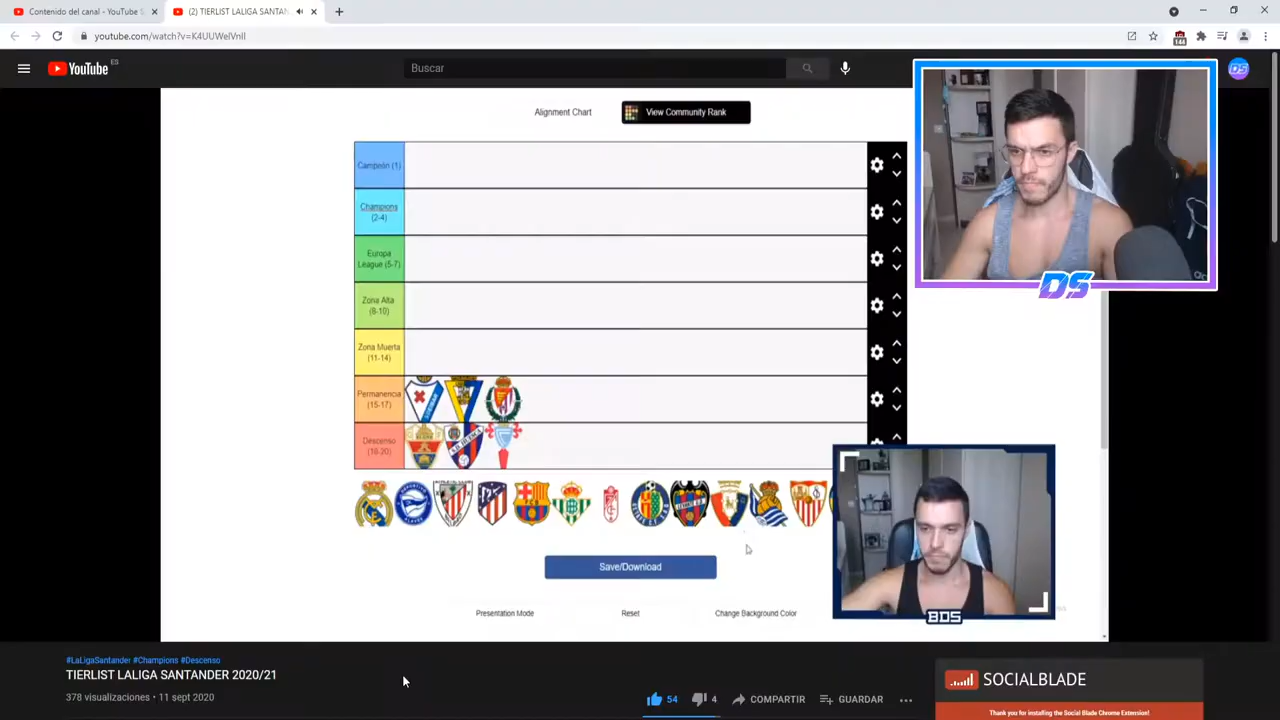 Contenido del canal - YouTube S
(2) TIERLIST LALIGA SANTANDER
youtube.com/watch?v=K4UUWelVnII
YouTube ES
Buscar
DS
Alignment Chart
View Community Rank
Campeón (1)
Champions
(2-4)
Europa
League (5-7)
Zona Alta
(8-10)
Zona Muerta
(11-14)
Permanencia
(15-17)
Descenso
(18-20)
DS
Save/Download
Presentation Mode
Reset
Change Background Color
BDS
#LaLigaSantander #Champions #Descenso
TIERLIST LALIGA SANTANDER 2020/21
378 visualizaciones • 11 sept 2020
54
4
COMPARTIR
GUARDAR
SOCIALBLADE
Thank you for installing the Social Blade Chrome Extension!